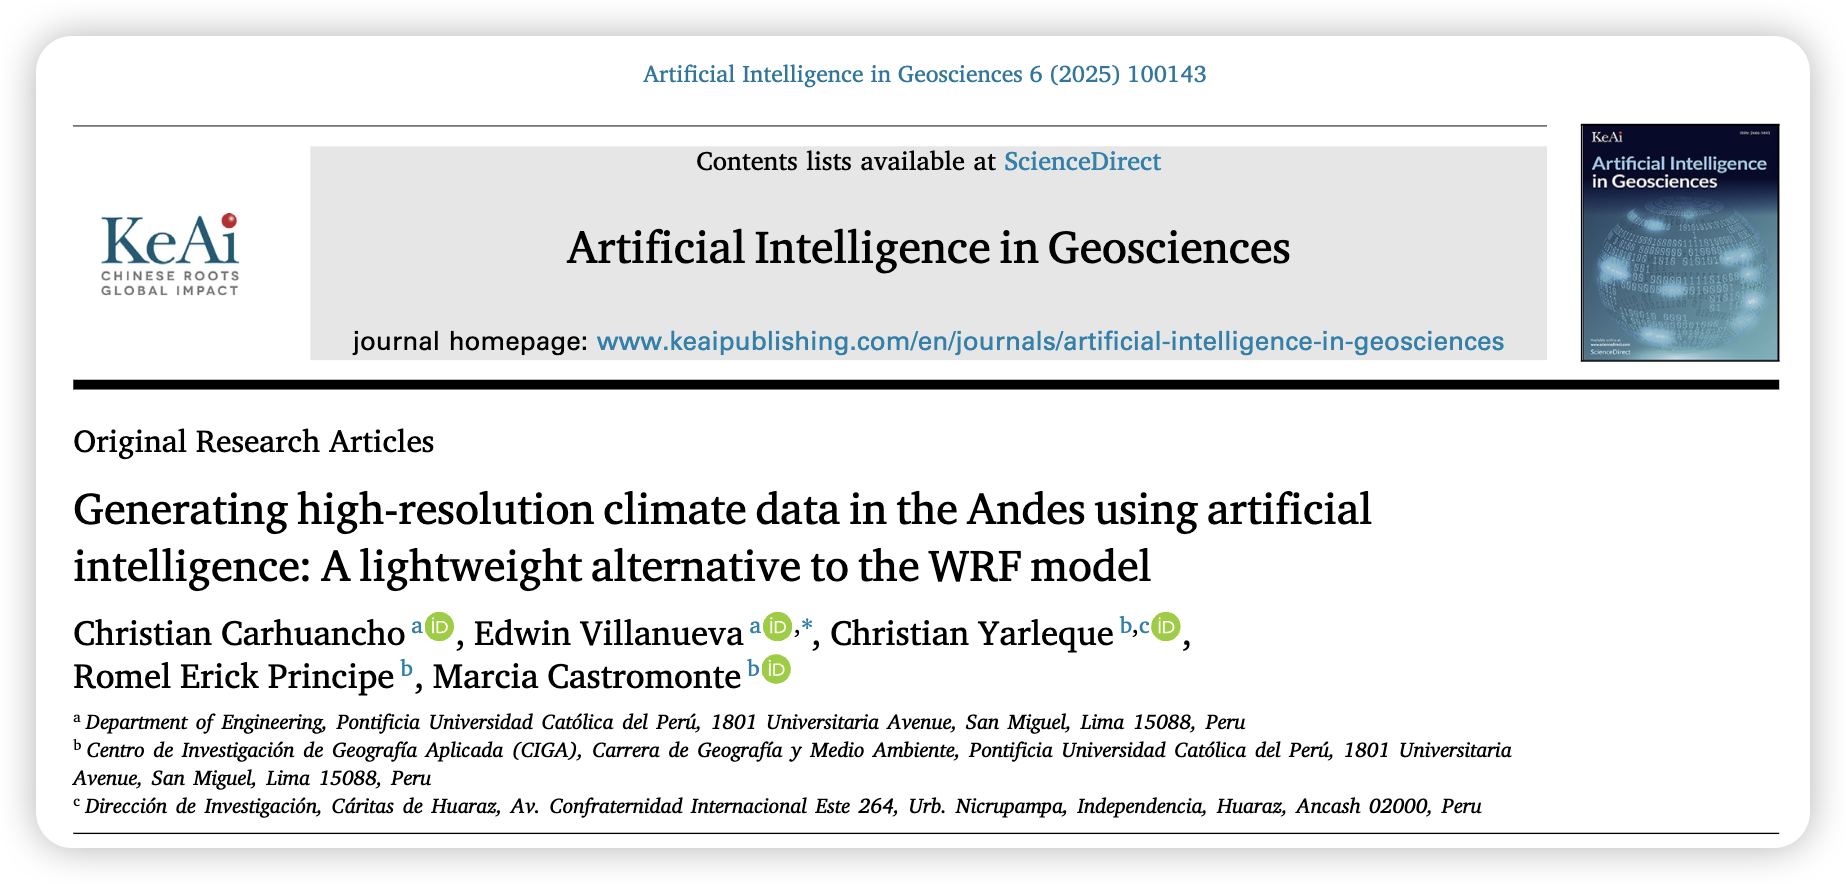 Artificial Intelligence in Geosciences 6 (2025) 100143
Contents lists available at ScienceDirect
Artificial Intelligence in Geosciences
journal homepage: www.keaipublishing.com/en/journals/artificial-intelligence-in-geosciences
KeAi
CHINESE ROOTS
GLOBAL IMPACT
KeAi
Artificial Intelligence
in Geosciences
ScienceDirect
Original Research Articles
Generating high-resolution climate data in the Andes using artificial
intelligence: A lightweight alternative to the WRF model
Christian Carhuancho a iD, Edwin Villanueva a iD,*, Christian Yarleque b,c iD,
Romel Erick Principe b, Marcia Castromonte b iD
a Department of Engineering, Pontificia Universidad Católica del Perú, 1801 Universitaria Avenue, San Miguel, Lima 15088, Peru
b Centro de Investigación de Geografía Aplicada (CIGA), Carrera de Geografía y Medio Ambiente, Pontificia Universidad Católica del Perú, 1801 Universitaria
Avenue, San Miguel, Lima 15088, Peru
c Dirección de Investigación, Cáritas de Huaraz, Av. Confraternidad Internacional Este 264, Urb. Nicrupampa, Independencia, Huaraz, Ancash 02000, Peru